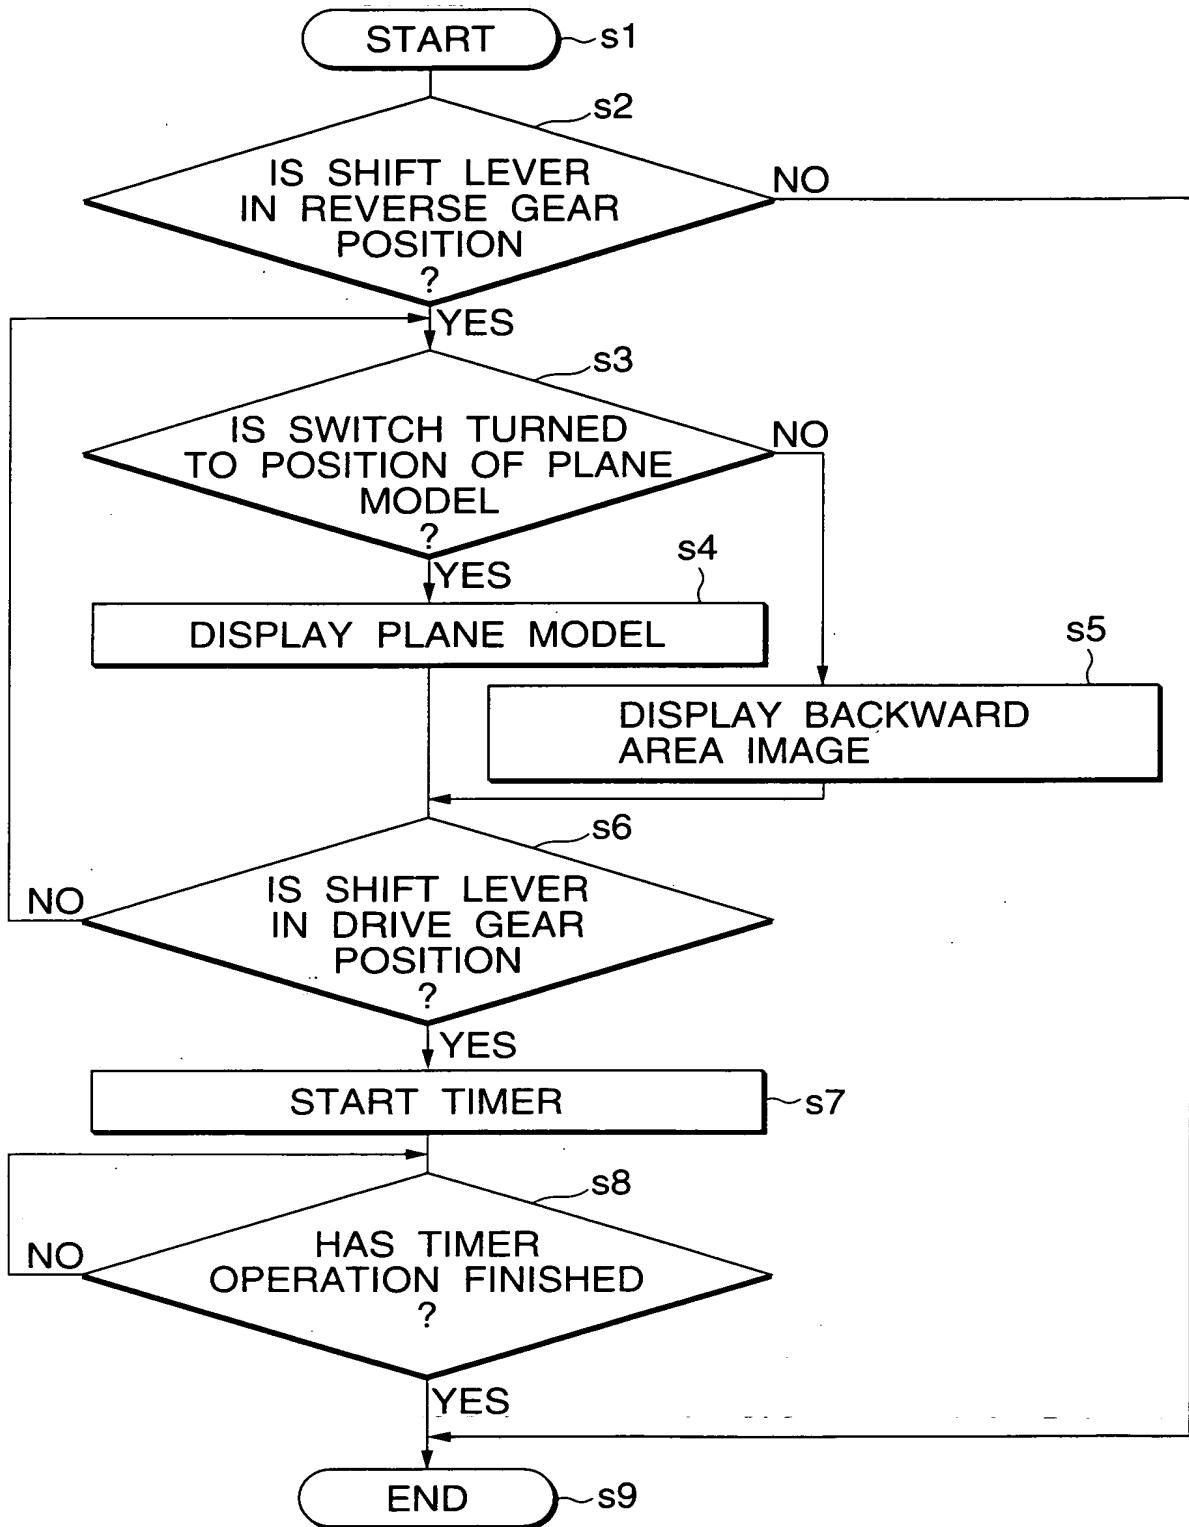 START
s1
s2
IS SHIFT LEVER
IN REVERSE GEAR
POSITION
?
NO
YES
s3
IS SWITCH TURNED
TO POSITION OF PLANE
MODEL
?
NO
YES
s4
DISPLAY PLANE MODEL
s5
DISPLAY BACKWARD
AREA IMAGE
s6
IS SHIFT LEVER
IN DRIVE GEAR
POSITION
?
NO
YES
START TIMER
s7
s8
HAS TIMER
OPERATION FINISHED
?
NO
YES
END
s9